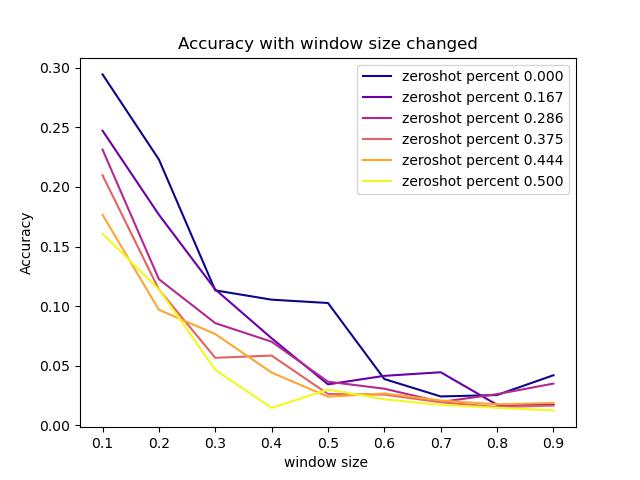 Accuracy with window size changed
zeroshot percent 0.000
zeroshot percent 0.167
zeroshot percent 0.286
zeroshot percent 0.375
zeroshot percent 0.444
zeroshot percent 0.500
Accuracy
0.30
0.25
0.20
0.15
0.10
0.05
0.00
0.1 0.2 0.3 0.4 0.5 0.6 0.7 0.8 0.9
window size